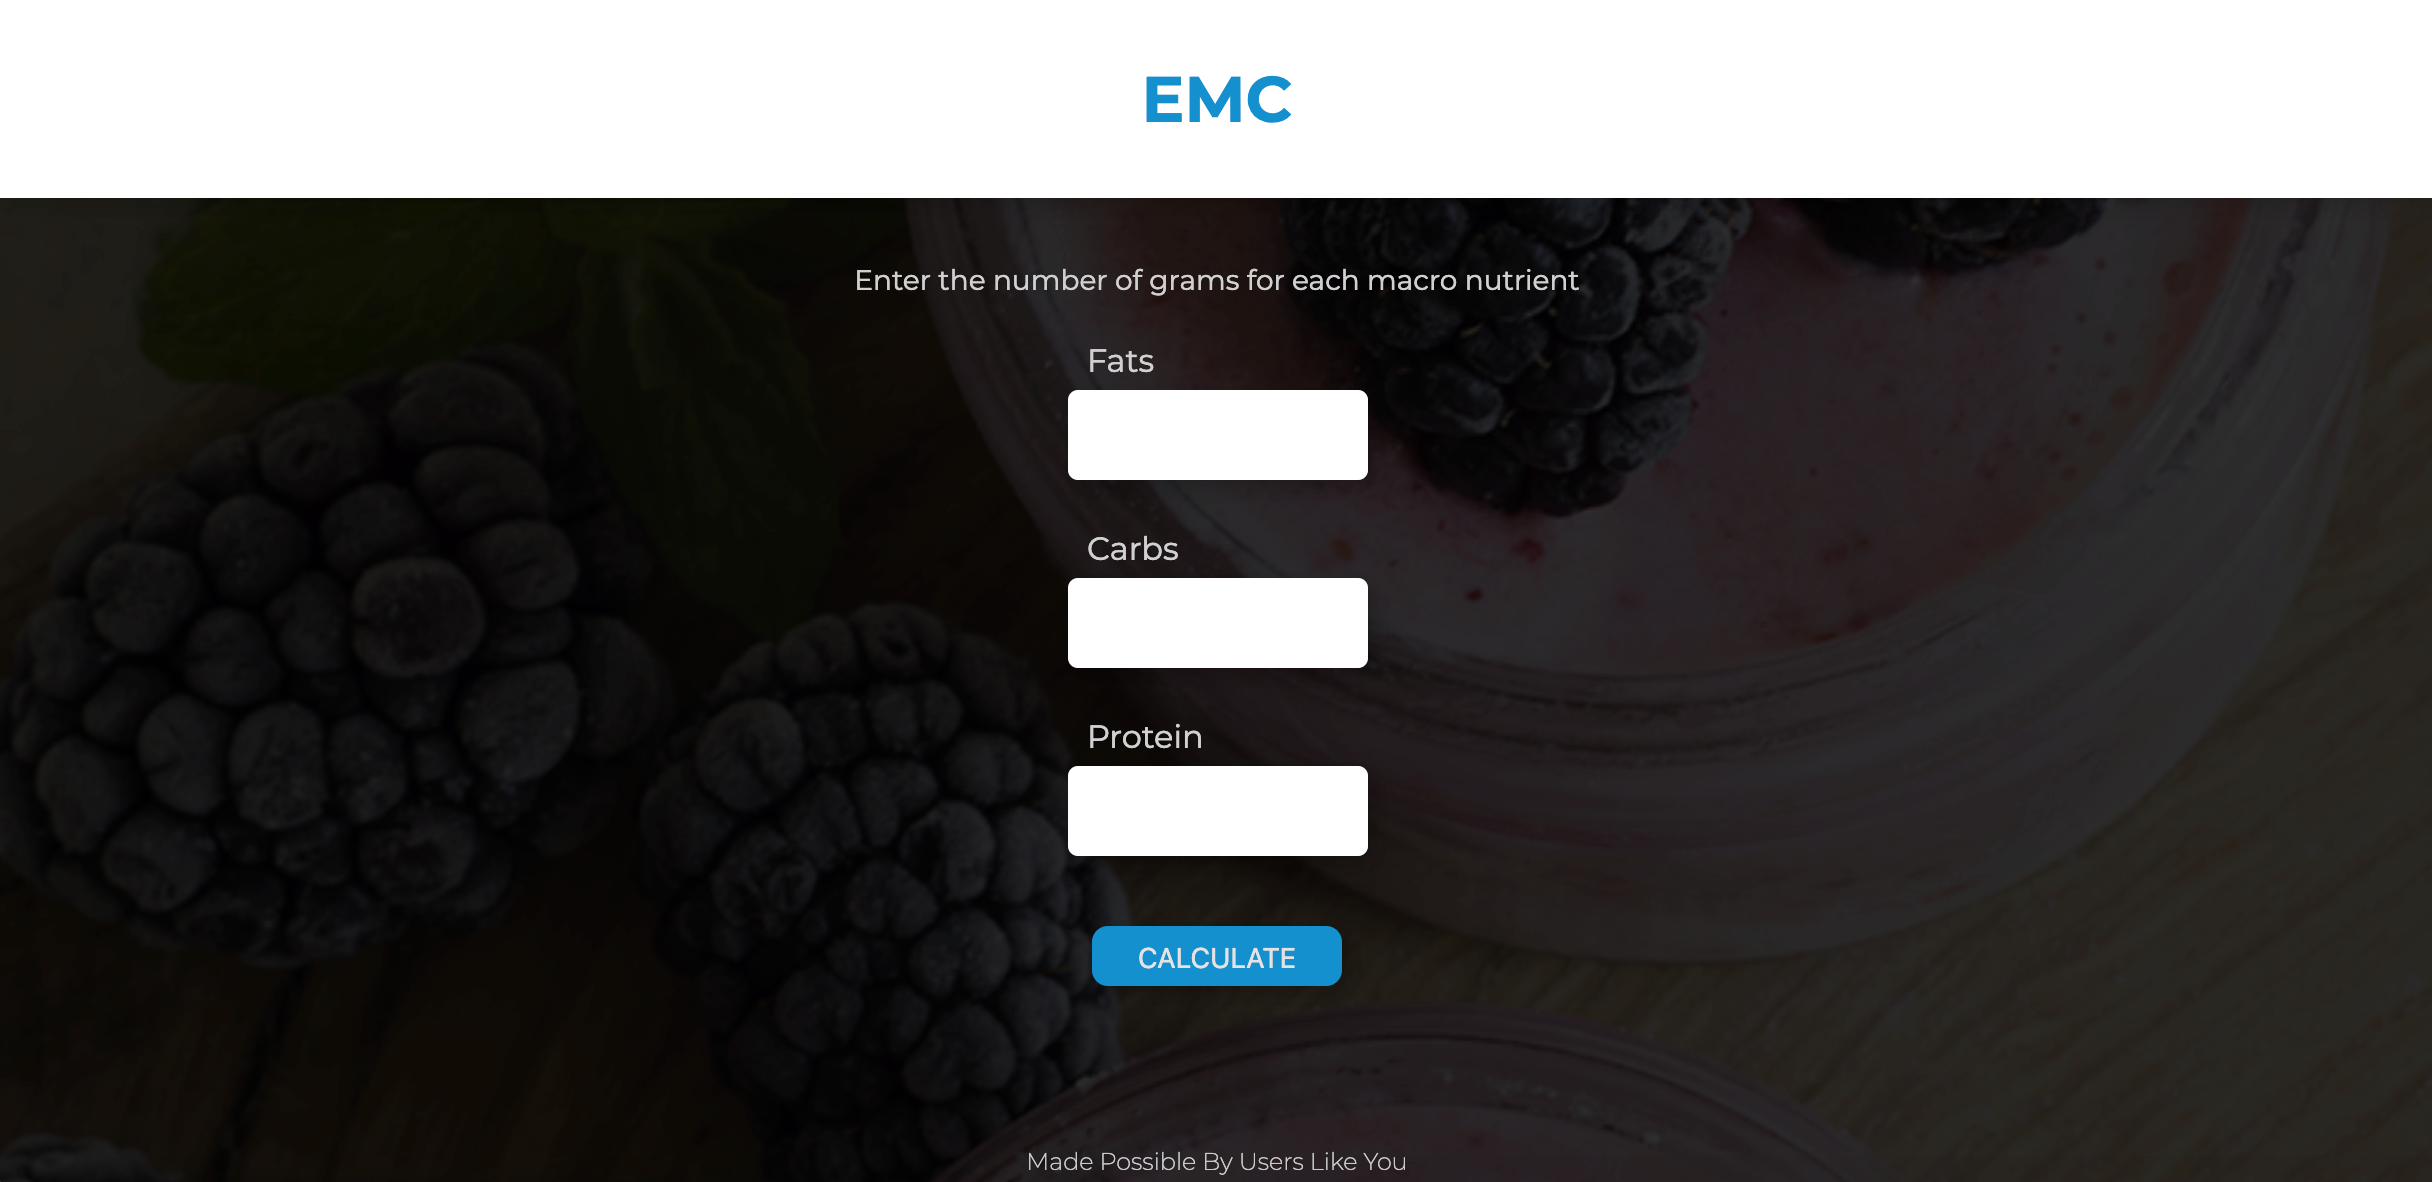 EMC
Enter the number of grams for each macro nutrient
Fats
Carbs
Protein
CALCULATE
Made Possible By Users Like You